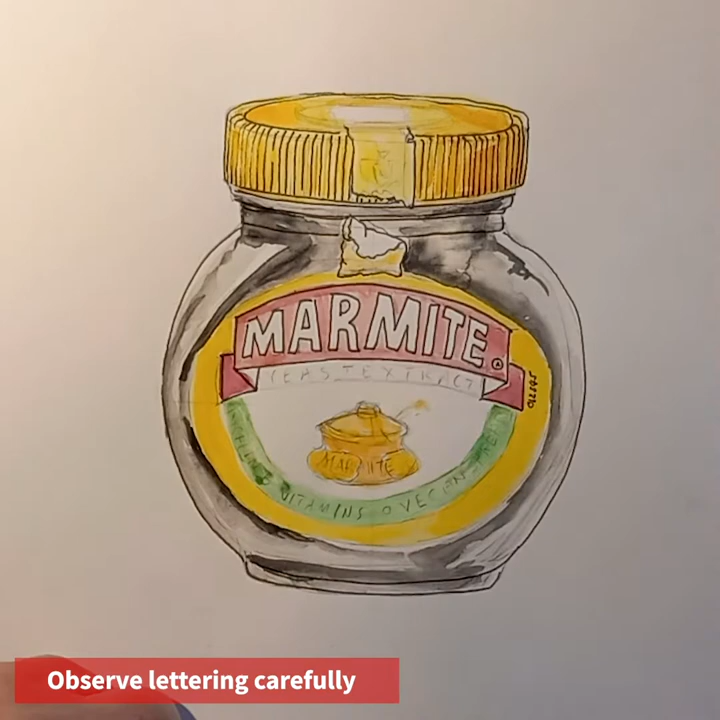 MARMITE
YEAST EXTRACT
MARMITE
B VITAMINS O VEGAN
Observe lettering carefully